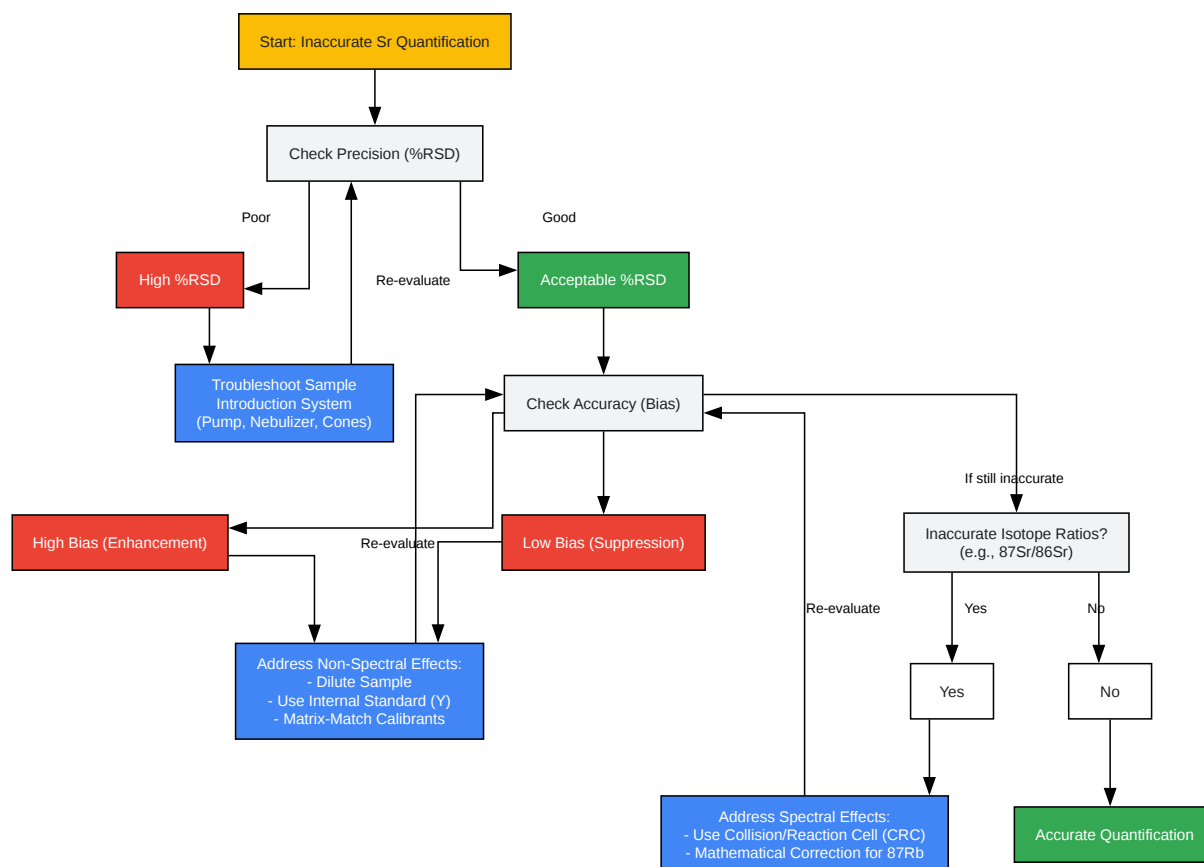 Start: Inaccurate Sr Quantification
Check Precision (%RSD)
Poor
Good
High %RSD
Re-evaluate
Acceptable %RSD
Troubleshoot Sample
Introduction System
(Pump, Nebulizer, Cones)
Check Accuracy (Bias)
If still inaccurate
High Bias (Enhancement)
Re-evaluate
Low Bias (Suppression)
Inaccurate Isotope Ratios?
(e.g., 87Sr/86Sr)
Re-evaluate
Yes
No
Address Non-Spectral Effects:
- Dilute Sample
- Use Internal Standard (Y)
- Matrix-Match Calibrants
Yes
No
Address Spectral Effects:
- Use Collision/Reaction Cell (CRC)
- Mathematical Correction for 87Rb
Accurate Quantification